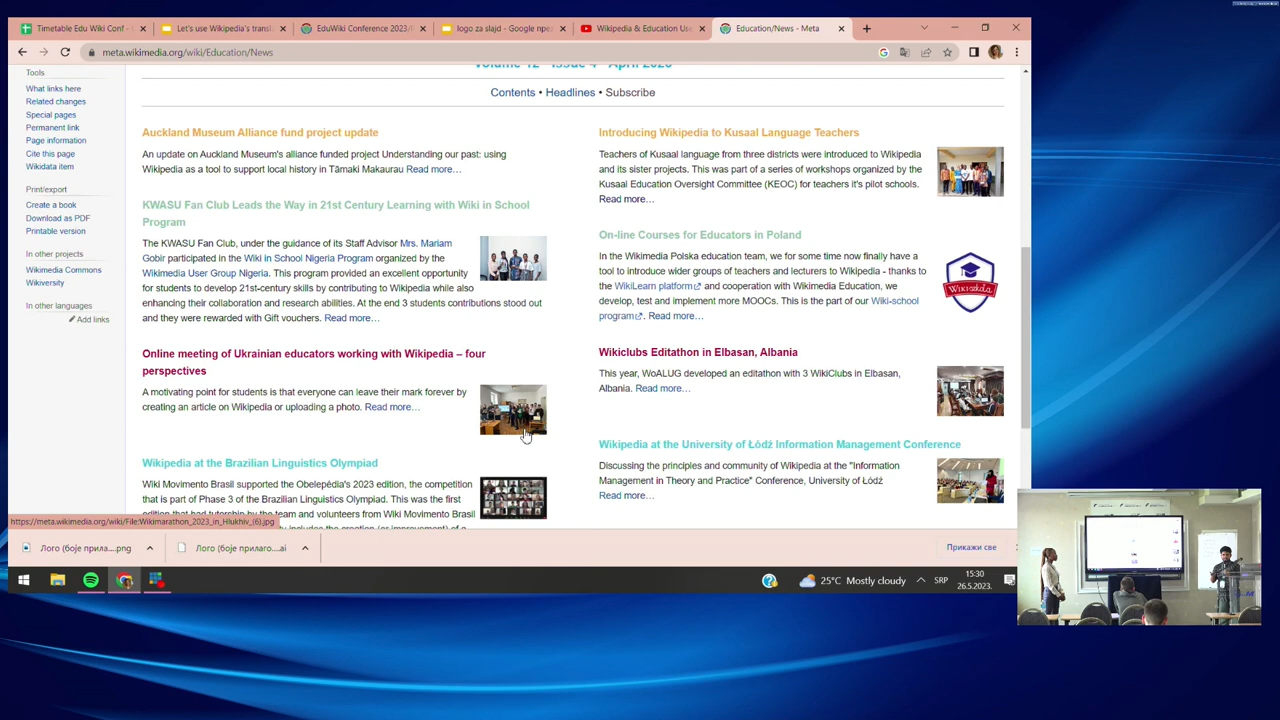 Timetable Edu Wiki Conf -
Let's use Wikipedia's trans
EduWiki Conference 2023/
logo za slajd - Google
Wikipedia & Education Use
Education/News - Meta
meta.wikimedia.org/wiki/Education/News
Contents • Headlines • Subscribe
Tools
What links here
Related changes
Special pages
Permanent link
Page information
Cite this page
Wikidata item
Print/export
Create a book
Download as PDF
Printable version
In other projects
Wikimedia Commons
Wikiversity
In other languages
Add links
Auckland Museum Alliance fund project update
An update on Auckland Museum's alliance funded project Understanding our past: using
Wikipedia as a tool to support local history in Tāmaki Makaurau Read more…
KWASU Fan Club Leads the Way in 21st Century Learning with Wiki in School
Program
The KWASU Fan Club, under the guidance of its Staff Advisor Mrs. Mariam
Gobir participated in the Wiki in School Nigeria Program organized by the
Wikimedia User Group Nigeria. This program provided an excellent opportunity
for students to develop 21st-century skills by contributing to Wikipedia while also
enhancing their collaboration and research abilities. At the end 3 students contributions stood out
and they were rewarded with Gift vouchers. Read more…
Online meeting of Ukrainian educators working with Wikipedia – four
perspectives
A motivating point for students is that everyone can leave their mark forever by
creating an article on Wikipedia or uploading a photo. Read more…
Wikipedia at the Brazilian Linguistics Olympiad
Wiki Movimento Brasil supported the Obelepédia's 2023 edition, the competition
that is part of Phase 3 of the Brazilian Linguistics Olympiad. This was the first
edition that had tutorship by the team and volunteers from Wiki Movimento Brasil
Introducing Wikipedia to Kusaal Language Teachers
Teachers of Kusaal language from three districts were introduced to Wikipedia
and its sister projects. This was part of a series of workshops organized by the
Kusaal Education Oversight Committee (KEOC) for teachers it's pilot schools.
Read more…
On-line Courses for Educators in Poland
In the Wikimedia Polska education team, we for some time now finally have a
tool to introduce wider groups of teachers and lecturers to Wikipedia - thanks to
the WikiLearn platform and cooperation with Wikimedia Education, we
develop, test and implement more MOOCs. This is the part of our Wiki-school
program. Read more…
Wikiszkoła
Wikiclubs Editathon in Elbasan, Albania
This year, WoALUG developed an editathon with 3 WikiClubs in Elbasan,
Albania. Read more…
Wikipedia at the University of Łódź Information Management Conference
Discussing the principles and community of Wikipedia at the "Information
Management in Theory and Practice" Conference, University of Łódź
Read more…
https://meta.wikimedia.org/wiki/File:Wikimarathon_2023_in_Hlukhiv_(6).jpg
Лого (боје прила....png
Лого (боје прилаго....ai
Прикажи све
25°C Mostly cloudy
SRP
15:30
26.5.2023.